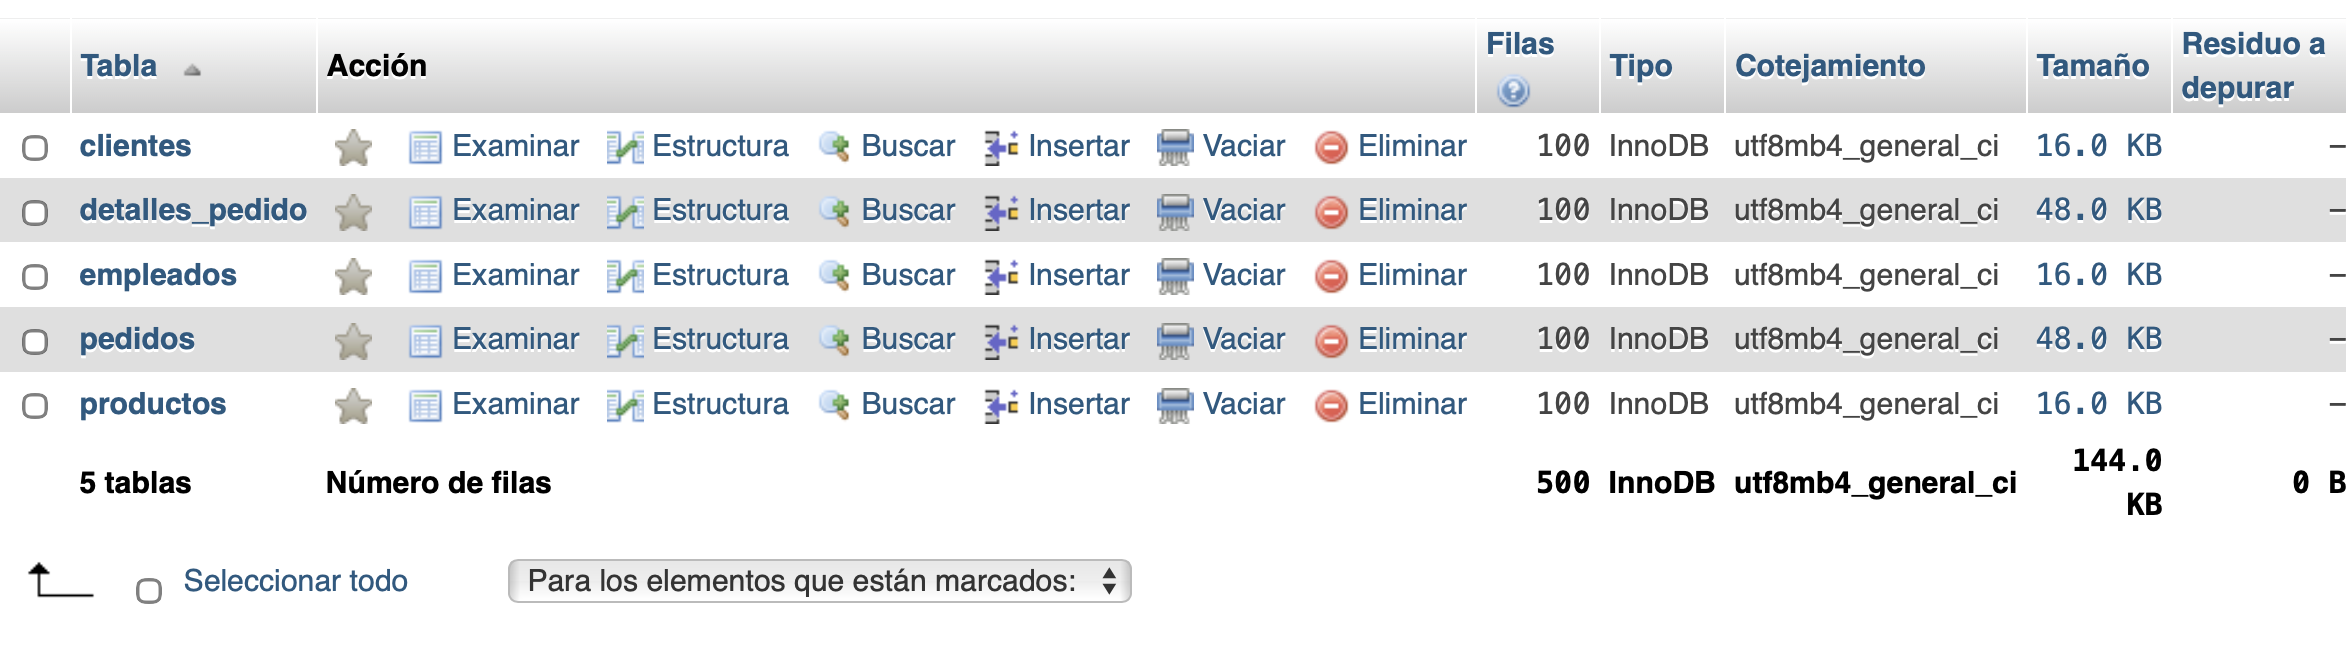 Tabla Acción Filas Tipo Cotejamiento Tamaño Residuo a depurar
clientes Examinar Estructura Buscar Insertar Vaciar Eliminar 100 InnoDB utf8mb4_general_ci 16.0 KB –
detalles_pedido Examinar Estructura Buscar Insertar Vaciar Eliminar 100 InnoDB utf8mb4_general_ci 48.0 KB –
empleados Examinar Estructura Buscar Insertar Vaciar Eliminar 100 InnoDB utf8mb4_general_ci 16.0 KB –
pedidos Examinar Estructura Buscar Insertar Vaciar Eliminar 100 InnoDB utf8mb4_general_ci 48.0 KB –
productos Examinar Estructura Buscar Insertar Vaciar Eliminar 100 InnoDB utf8mb4_general_ci 16.0 KB –
5 tablas Número de filas 500 InnoDB utf8mb4_general_ci 144.0 KB 0 B
Seleccionar todo Para los elementos que están marcados: